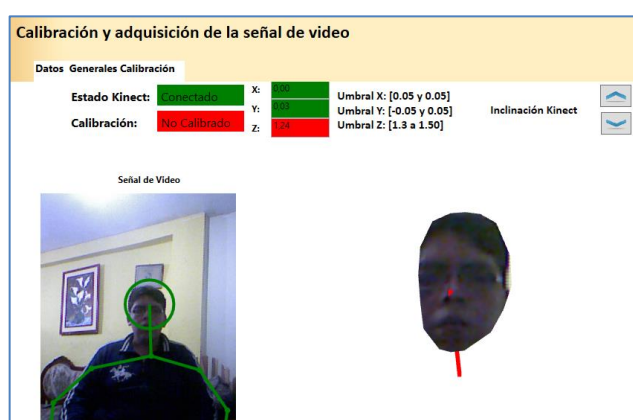 Calibración y adquisición de la señal de video
Datos Generales Calibración
Estado Kinect: Conectado X: 0,00 Umbral X: [0.05 y 0.05]
Y: 0,03 Umbral Y: [-0.05 y 0.05] Inclinación Kinect
Calibración: No Calibrado Z: 1,24 Umbral Z: [1.3 a 1.50]
Señal de Video